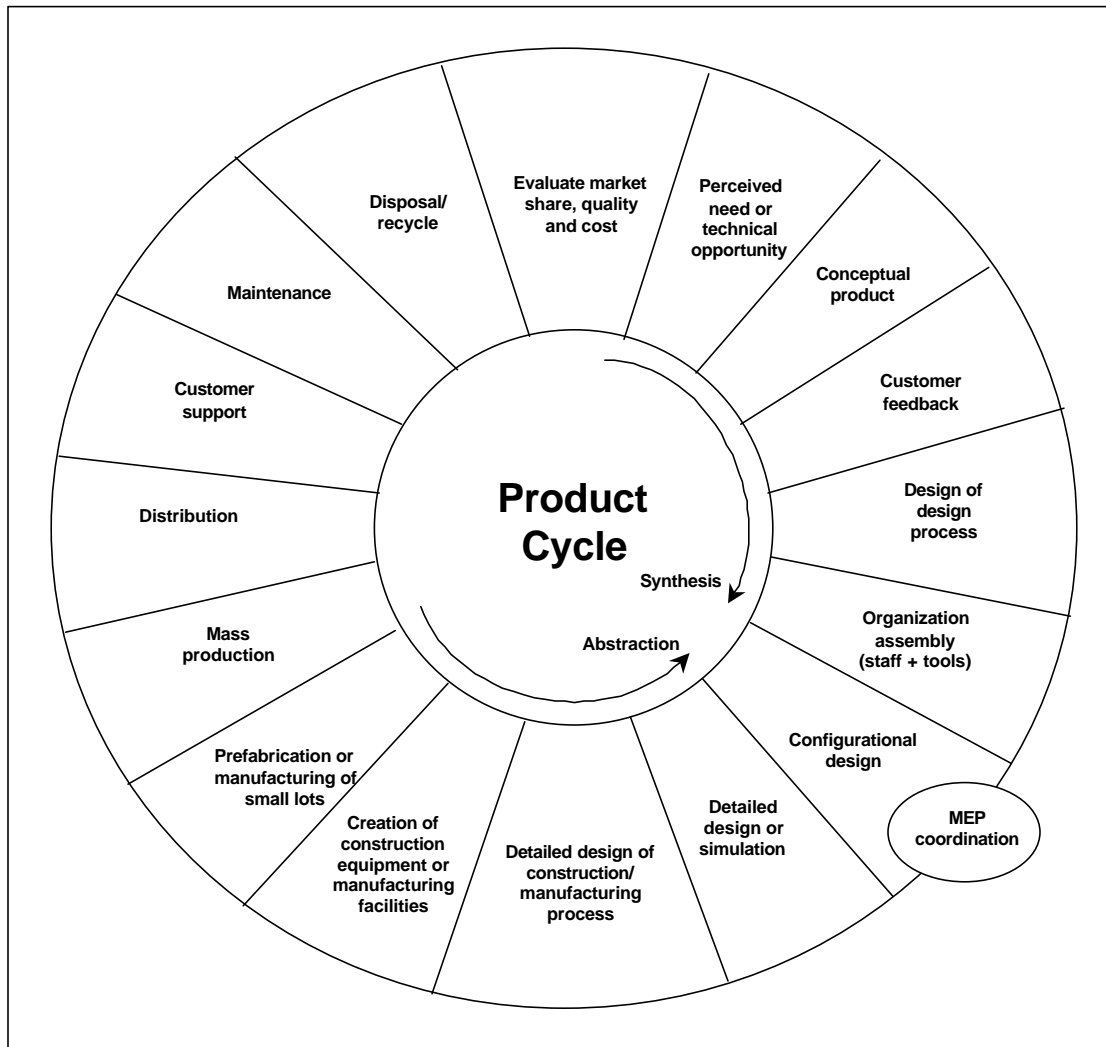 Evaluate market
share, quality
and cost
Perceived
need or
technical
opportunity
Conceptual
product
Customer
feedback
Design of
design
process
Organization
assembly
(staff + tools)
Configurational
design
MEP
coordination
Detailed
design or
simulation
Detailed design of
construction/
manufacturing
process
Creation of
construction
equipment or
manufacturing
facilities
Prefabrication or
manufacturing of
small lots
Mass
production
Distribution
Customer
support
Maintenance
Disposal/
recycle
Product
Cycle
Synthesis
Abstraction